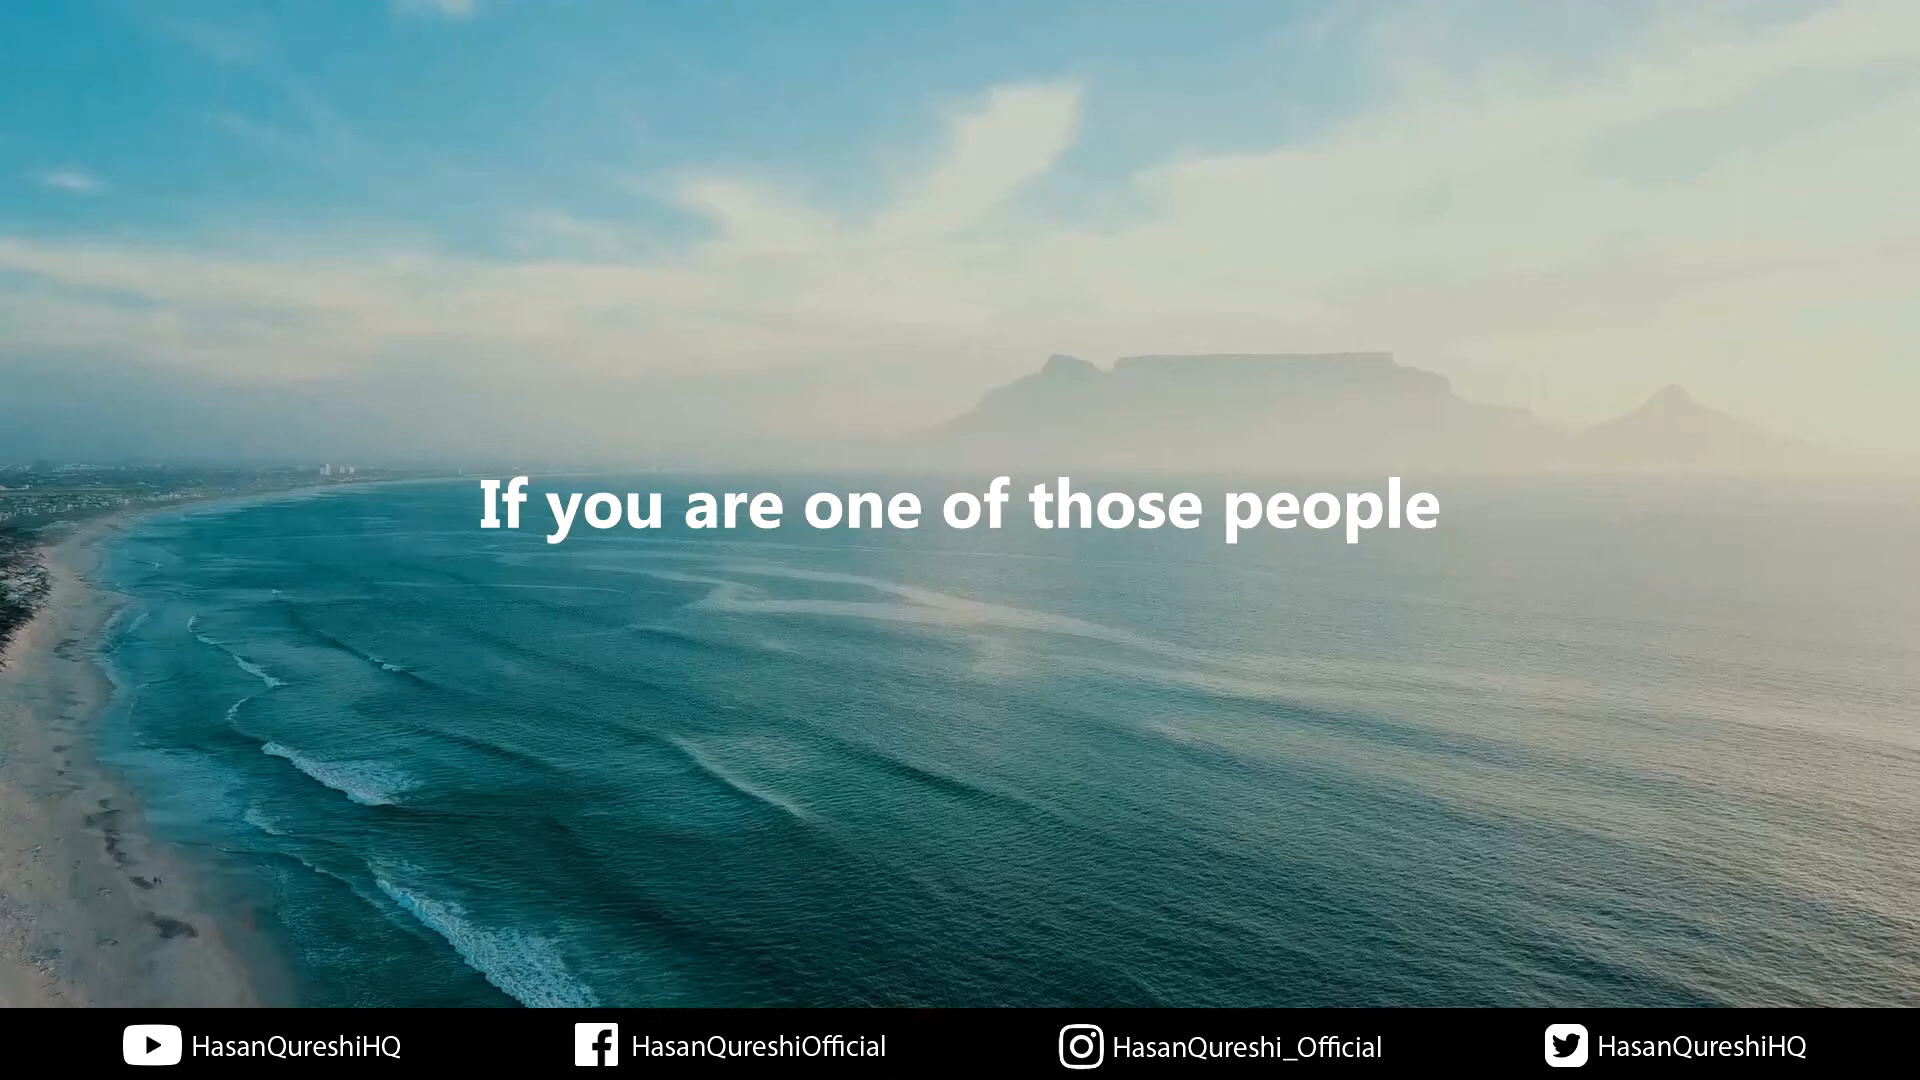 If you are one of those people
HasanQureshiHQ
HasanQureshiOfficial
HasanQureshi_Official
HasanQureshiHQ